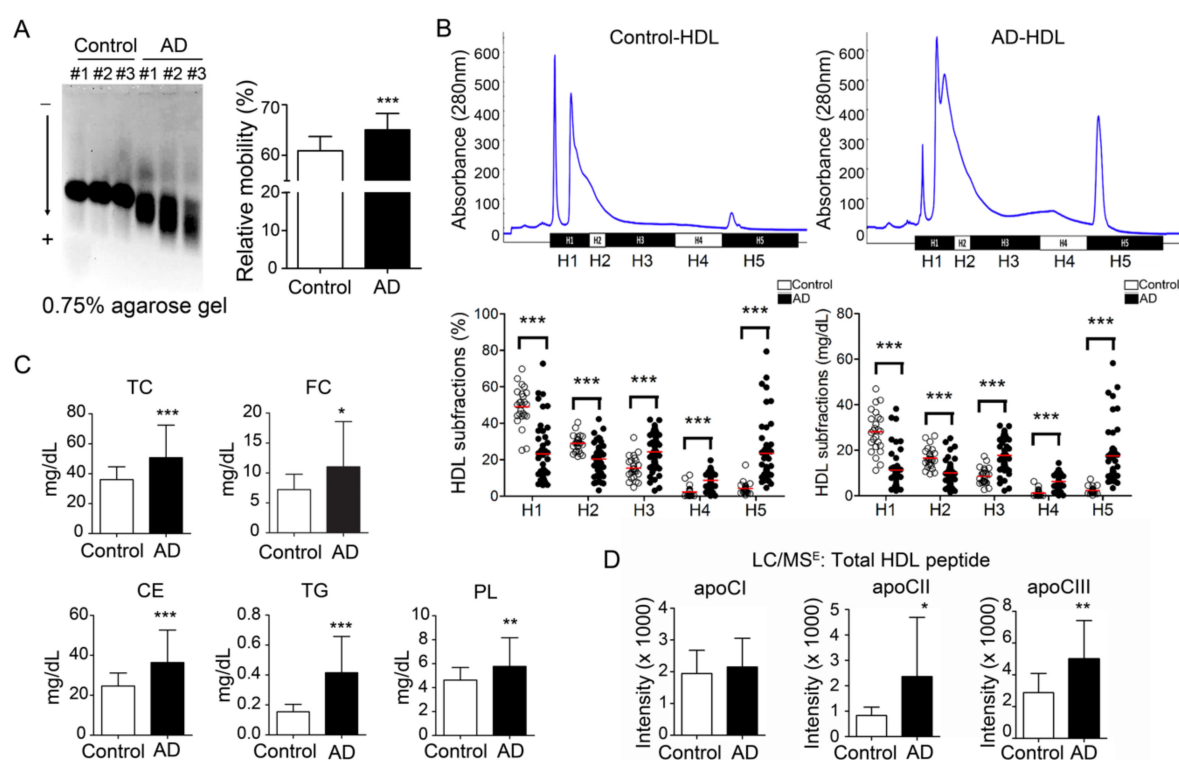 A
Control AD
#1 #2 #3 #1 #2 #3
–
+
0.75% agarose gel
Relative mobility (%)
70
60
20
10
0
***
Control AD
B
Control-HDL
Absorbance (280nm)
600
500
400
300
200
100
0
H1 H2 H3 H4 H5
H1 H2 H3 H4 H5
AD-HDL
Absorbance (280nm)
600
500
400
300
200
100
0
H1 H2 H3 H4 H5
H1 H2 H3 H4 H5
Control
AD
HDL subfractions (%)
100
80
60
40
20
0
*** *** *** *** ***
H1 H2 H3 H4 H5
Control
AD
HDL subfractions (mg/dL)
80
60
40
20
0
*** *** *** *** ***
H1 H2 H3 H4 H5
C
TC
mg/dL
80
60
40
20
0
***
Control AD
FC
mg/dL
20
15
10
5
0
*
Control AD
CE
mg/dL
60
40
20
0
***
Control AD
TG
mg/dL
0.8
0.6
0.4
0.2
0.0
***
Control AD
PL
mg/dL
10
8
6
4
2
0
**
Control AD
D
LC/MSᴱ: Total HDL peptide
apoCI
Intensity (x 1000)
4
3
2
1
0
Control AD
apoCII
Intensity (x 1000)
5
4
3
2
1
0
*
Control AD
apoCIII
Intensity (x 1000)
8
6
4
2
0
**
Control AD